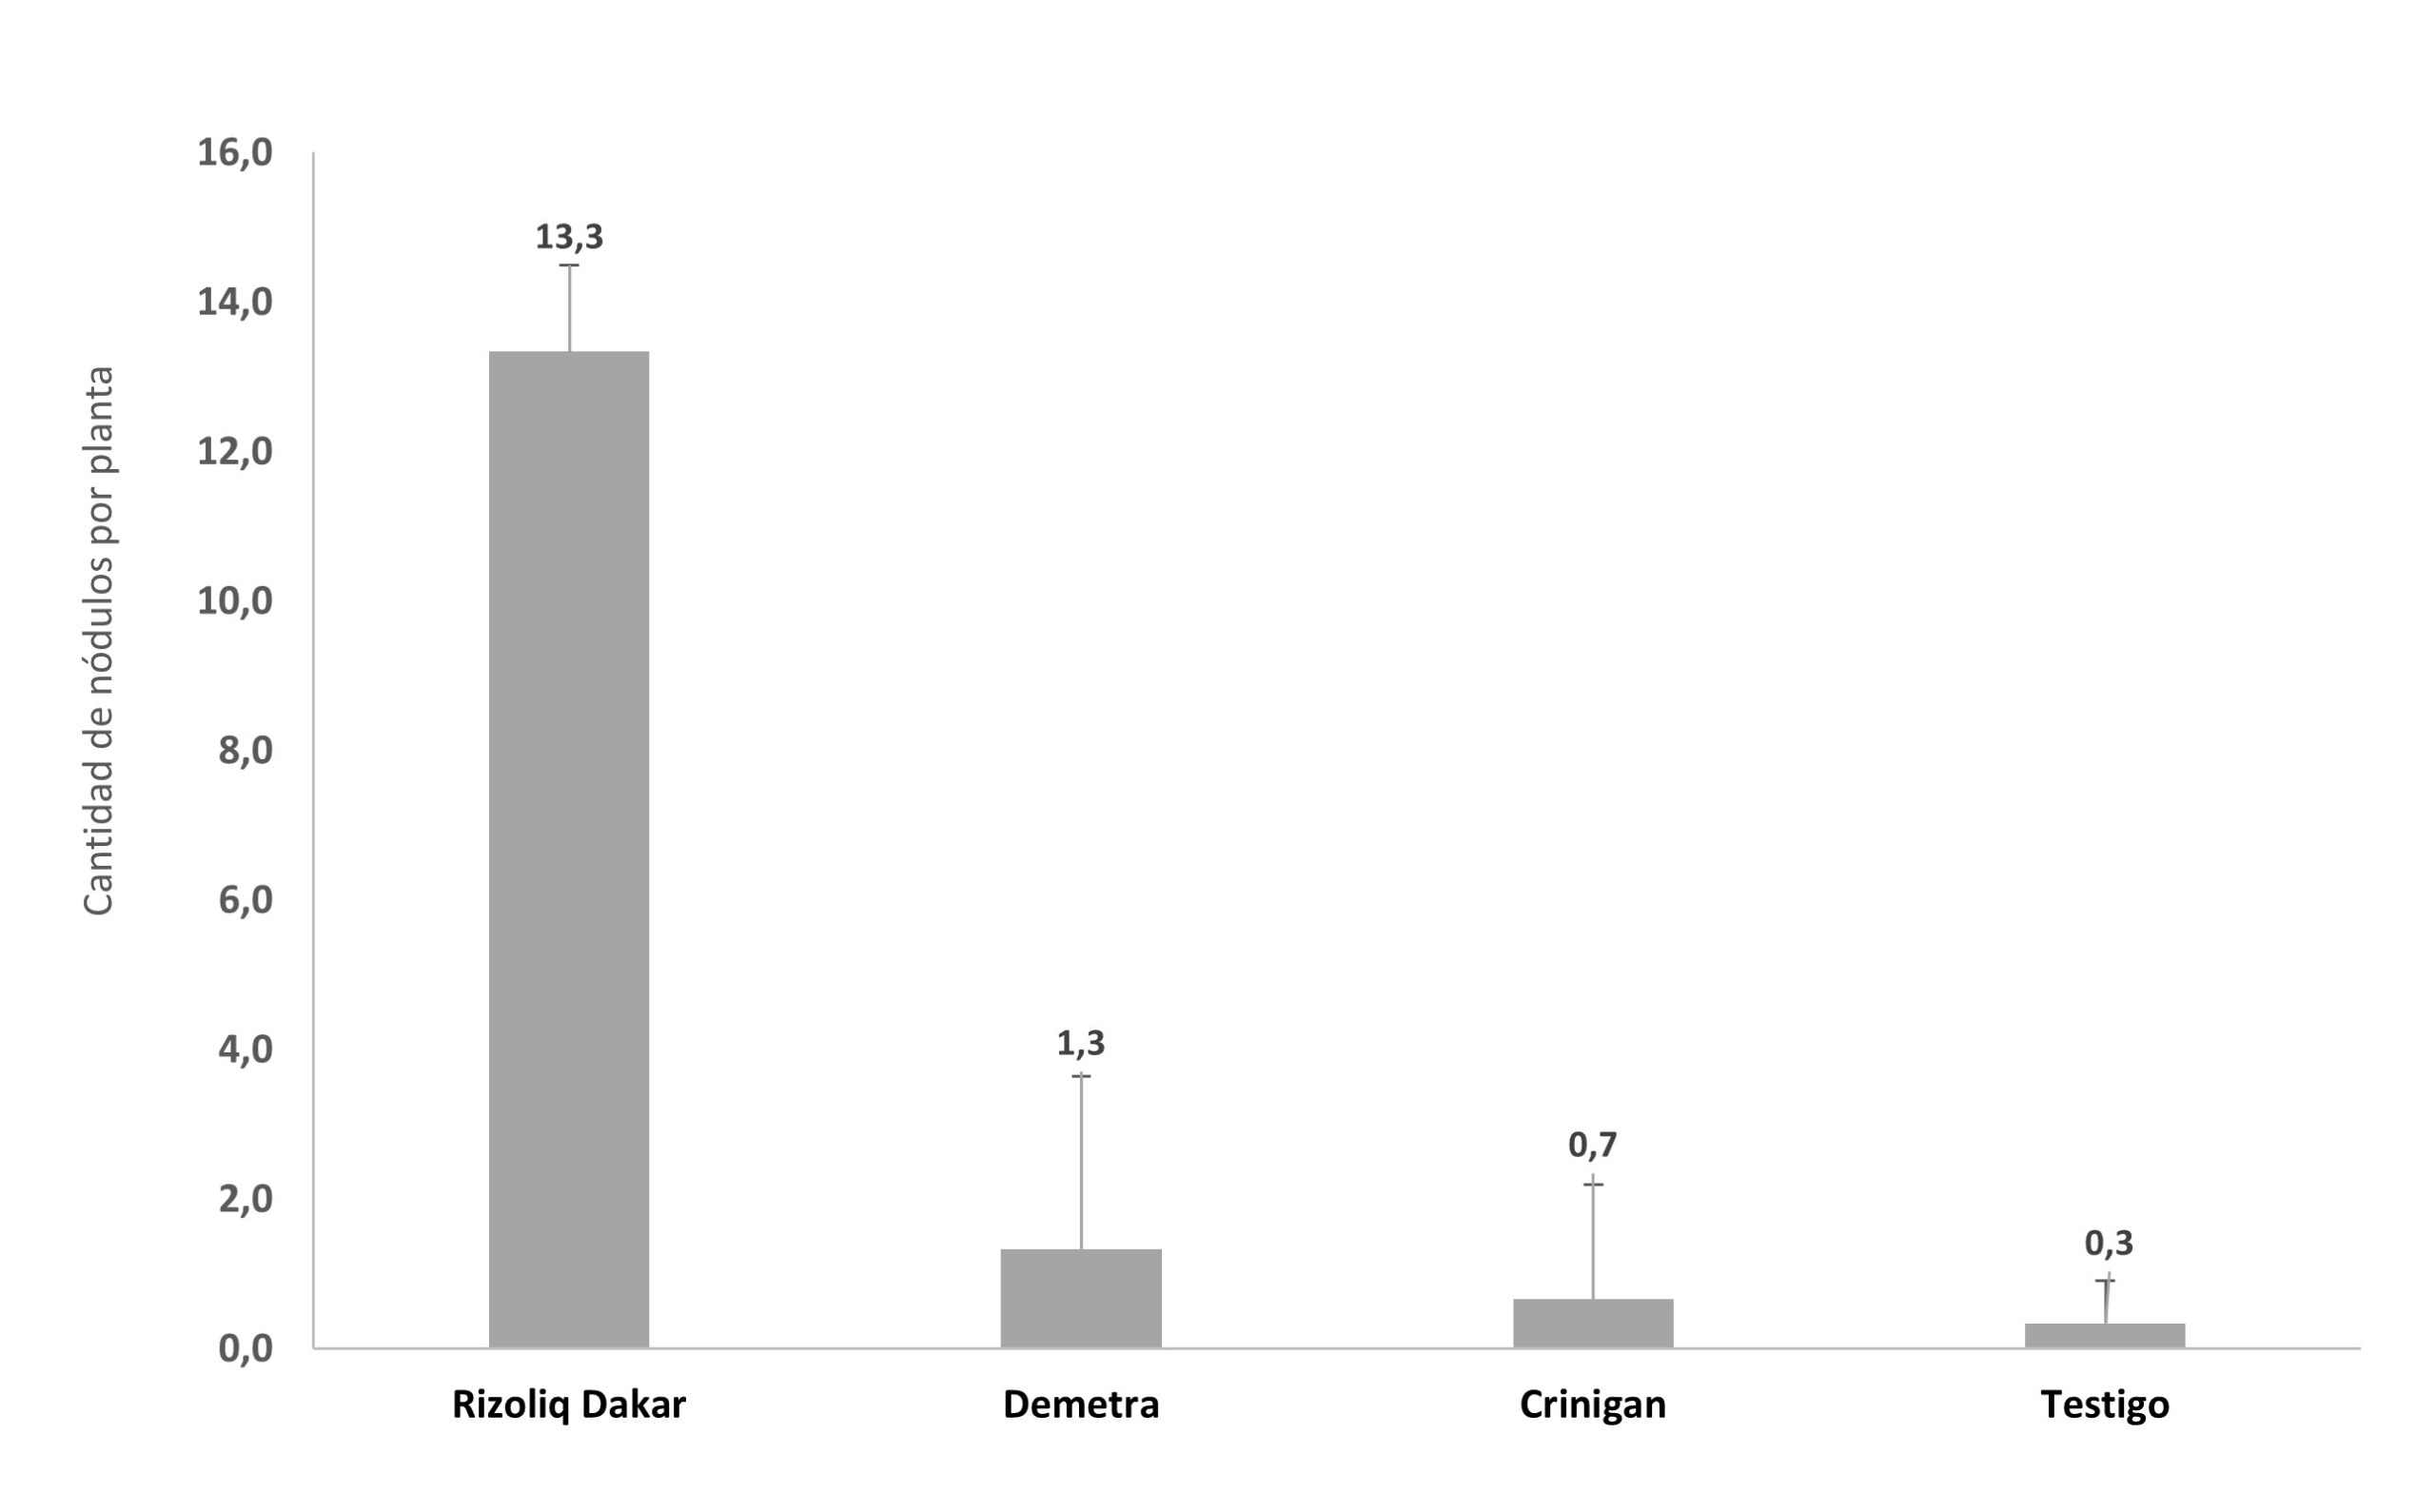 Cantidad de nódulos por planta
16,0
14,0
12,0
10,0
8,0
6,0
4,0
2,0
0,0
13,3
1,3
0,7
0,3
Rizoliq Dakar
Demetra
Crinigan
Testigo